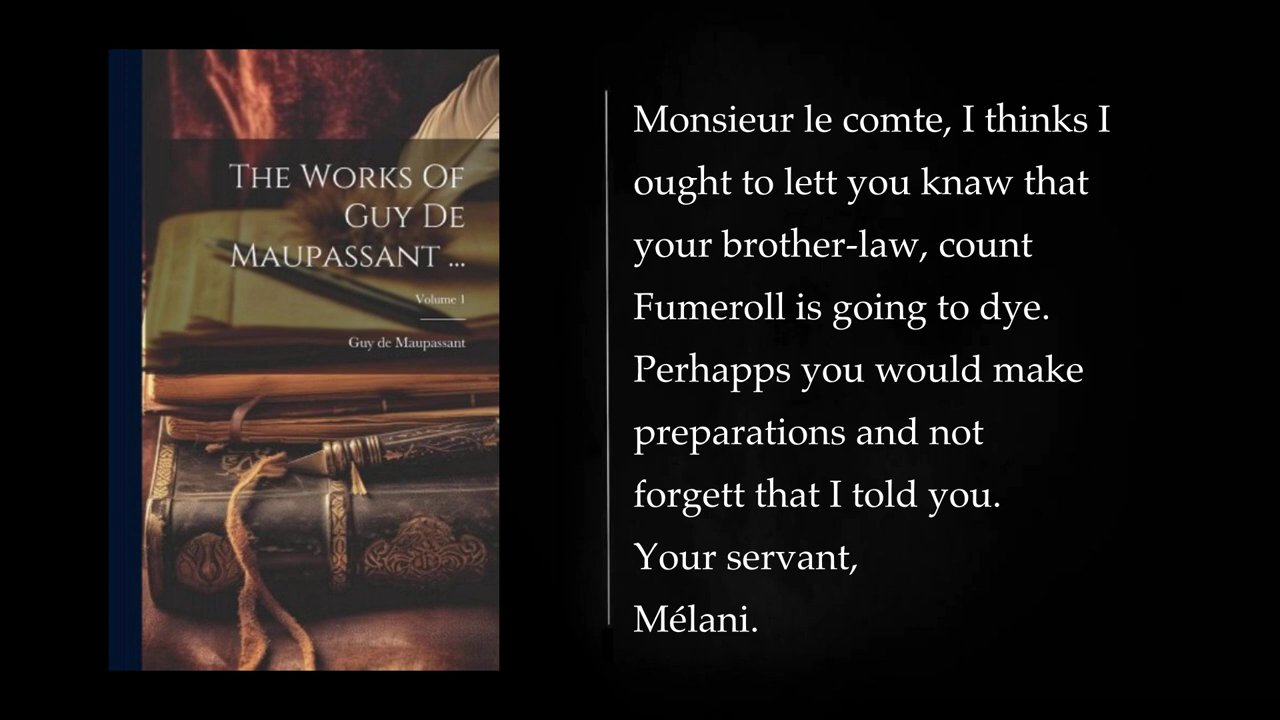 The Works Of
Guy De
Maupassant ...
Volume 1
Guy de Maupassant
Monsieur le comte, I thinks I
ought to lett you knaw that
your brother-law, count
Fumeroll is going to dye.
Perhapps you would make
preparations and not
forgett that I told you.
Your servant,
Mélani.